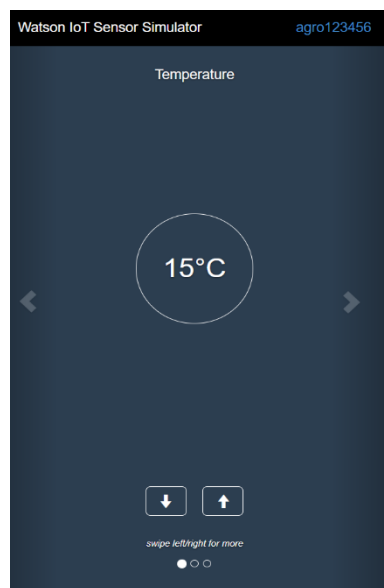 Watson IoT Sensor Simulator agro123456
Temperature
15°C
swipe left/right for more